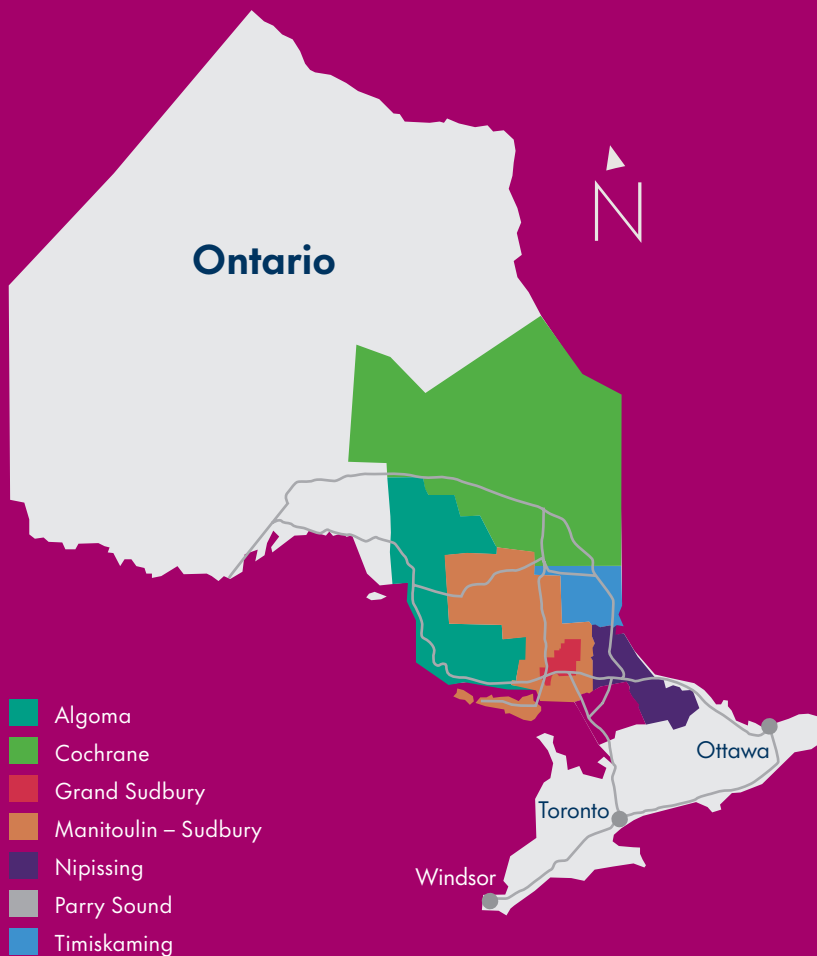 N
Ontario
Algoma
Cochrane
Grand Sudbury
Manitoulin – Sudbury
Nipissing
Parry Sound
Timiskaming
Ottawa
Toronto
Windsor